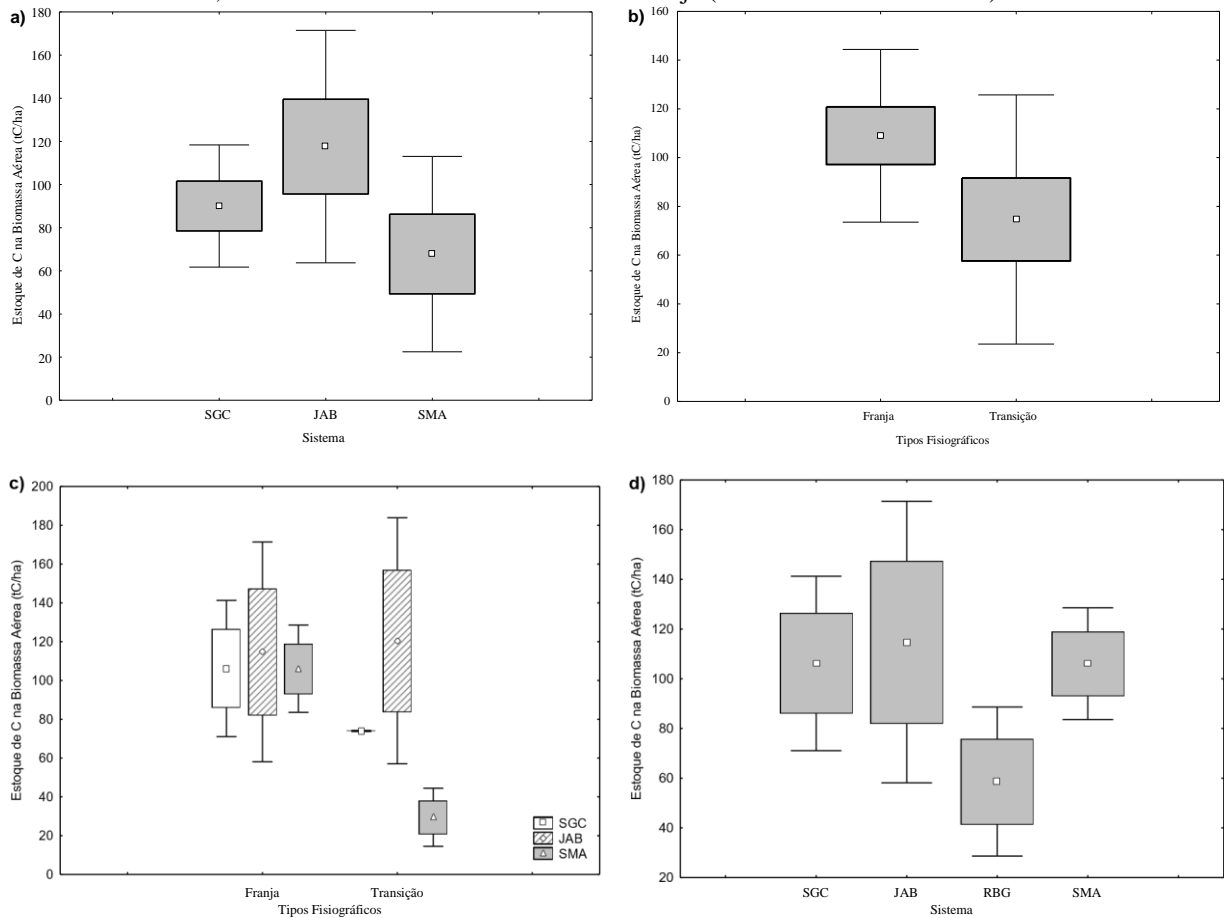 a)
180
160
140
120
100
80
60
40
20
0
Estoque de C na Biomassa Aérea (tC/ha)
SGC JAB SMA
Sistema
b)
160
140
120
100
80
60
40
20
0
Estoque de C na Biomassa Aérea (tC/ha)
Franja Transição
Tipos Fisiográficos
c)
200
180
160
140
120
100
80
60
40
20
0
Estoque de C na Biomassa Aérea (tC/ha)
SGC
JAB
SMA
Franja Transição
Tipos Fisiográficos
d)
180
160
140
120
100
80
60
40
20
Estoque de C na Biomassa Aérea (tC/ha)
SGC JAB RBG SMA
Sistema